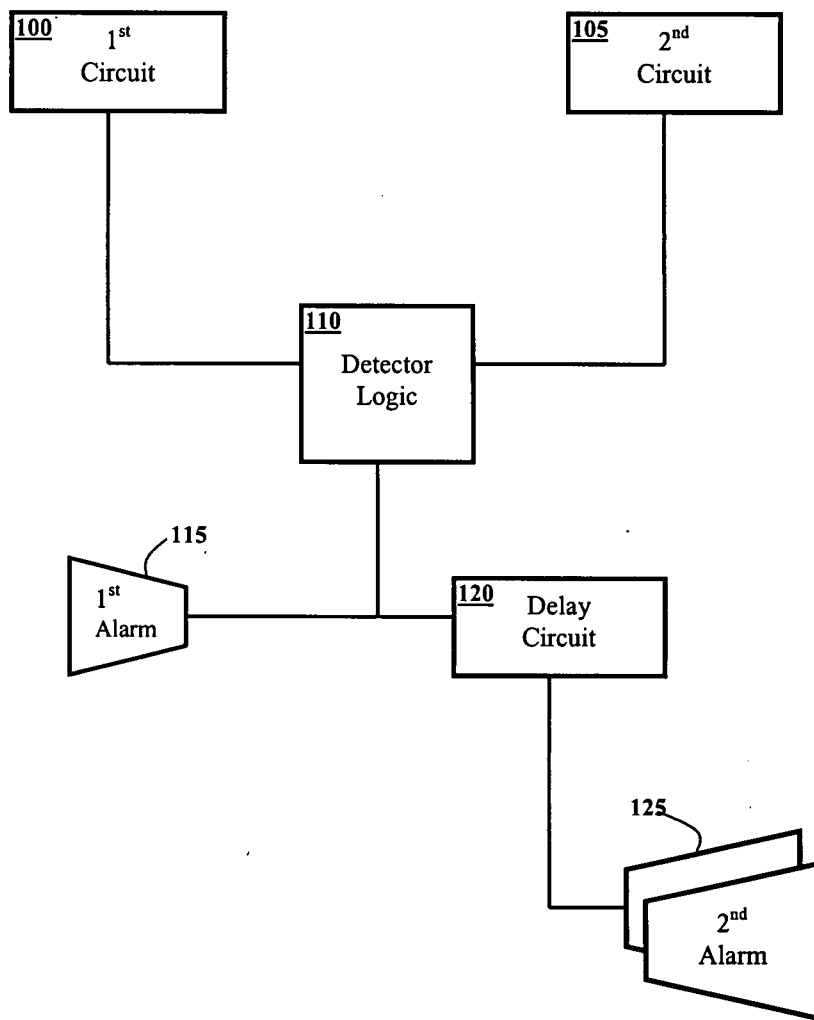 100
1st
Circuit
105
2nd
Circuit
110
Detector
Logic
115
1st
Alarm
120
Delay
Circuit
125
2nd
Alarm